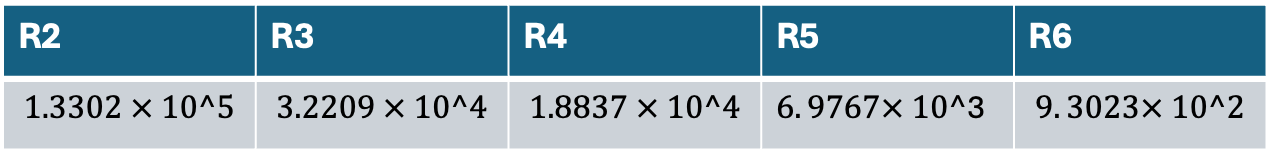 R2 R3 R4 R5 R6
1.3302 × 10^5 3.2209 × 10^4 1.8837 × 10^4 6.9767× 10^3 9.3023× 10^2